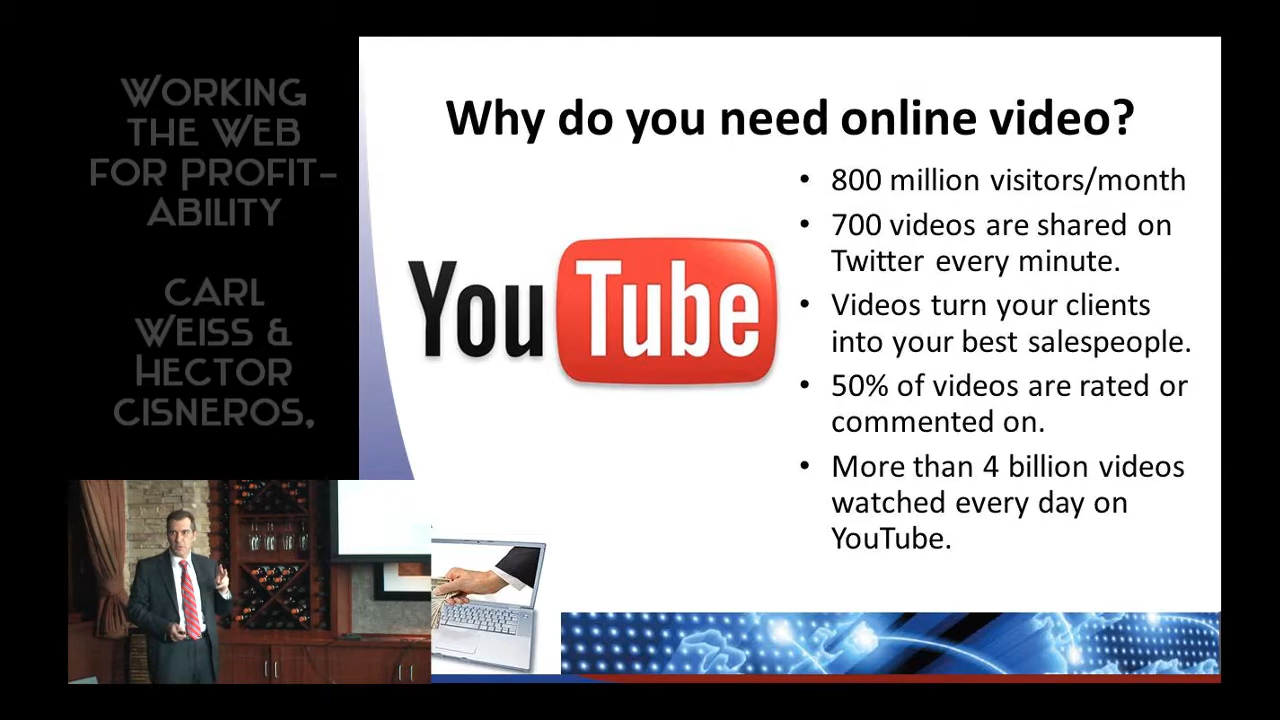 WORKING
THE WEB
FOR PROFIT-
ABILITY
CARL
WEISS &
HECTOR
CISNEROS,
Why do you need online video?
YouTube
• 800 million visitors/month
• 700 videos are shared on
Twitter every minute.
• Videos turn your clients
into your best salespeople.
• 50% of videos are rated or
commented on.
• More than 4 billion videos
watched every day on
YouTube.